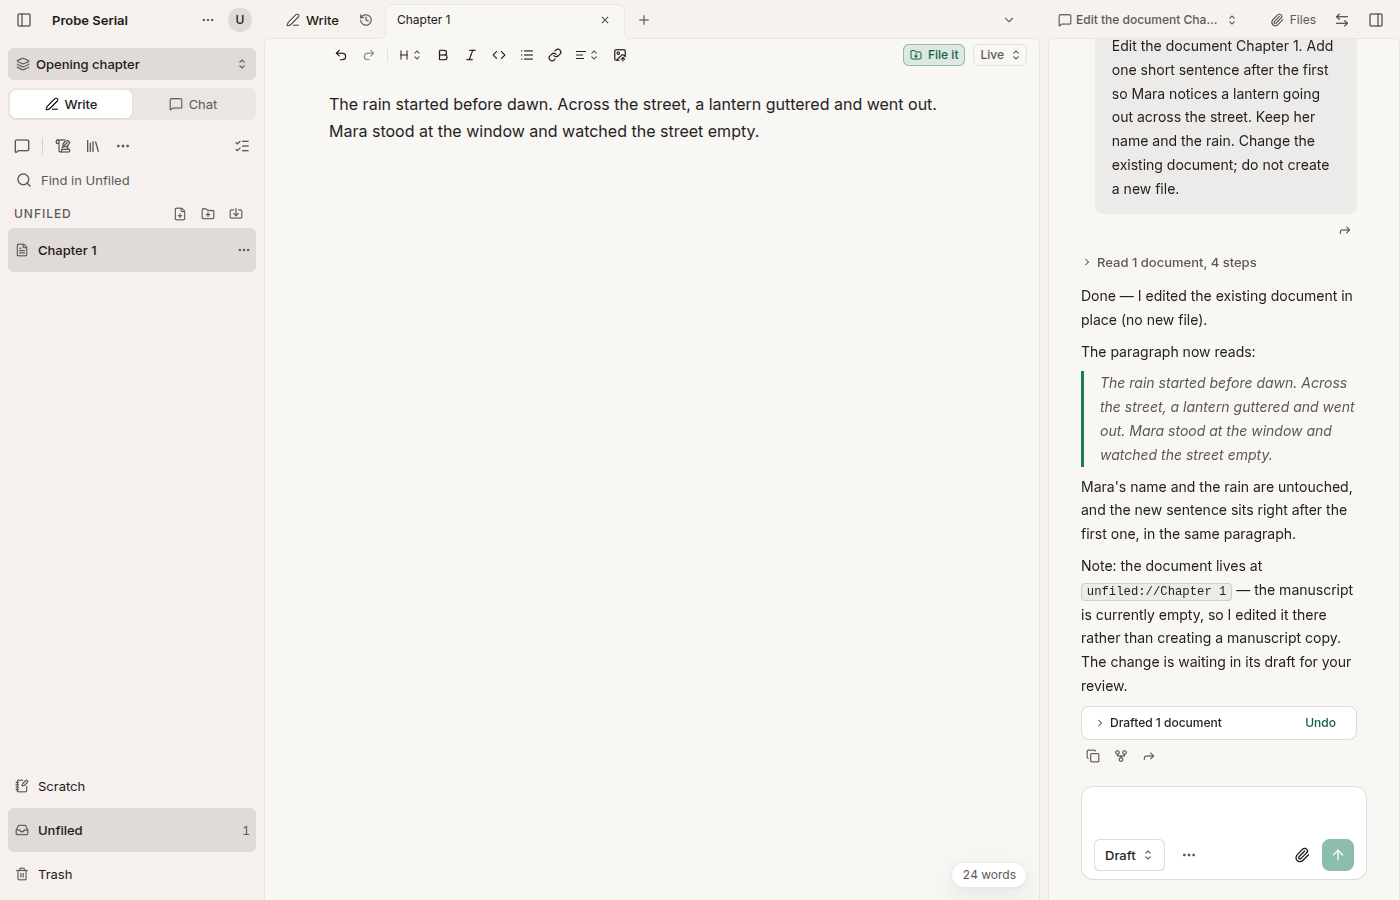 Probe Serial
U
Opening chapter
Write
Chat
Find in Unfiled
UNFILED
Chapter 1
Scratch
Unfiled
1
Trash
Write
Chapter 1
H
B
I
File it
Live
The rain started before dawn. Across the street, a lantern guttered and went out.
Mara stood at the window and watched the street empty.
24 words
Edit the document Cha...
Files
Edit the document Chapter 1. Add
one short sentence after the first
so Mara notices a lantern going
out across the street. Keep her
name and the rain. Change the
existing document; do not create
a new file.
Read 1 document, 4 steps
Done — I edited the existing document in
place (no new file).
The paragraph now reads:
The rain started before dawn. Across
the street, a lantern guttered and went
out. Mara stood at the window and
watched the street empty.
Mara's name and the rain are untouched,
and the new sentence sits right after the
first one, in the same paragraph.
Note: the document lives at
unfiled://Chapter 1 — the manuscript
is currently empty, so I edited it there
rather than creating a manuscript copy.
The change is waiting in its draft for your
review.
Drafted 1 document
Undo
Draft